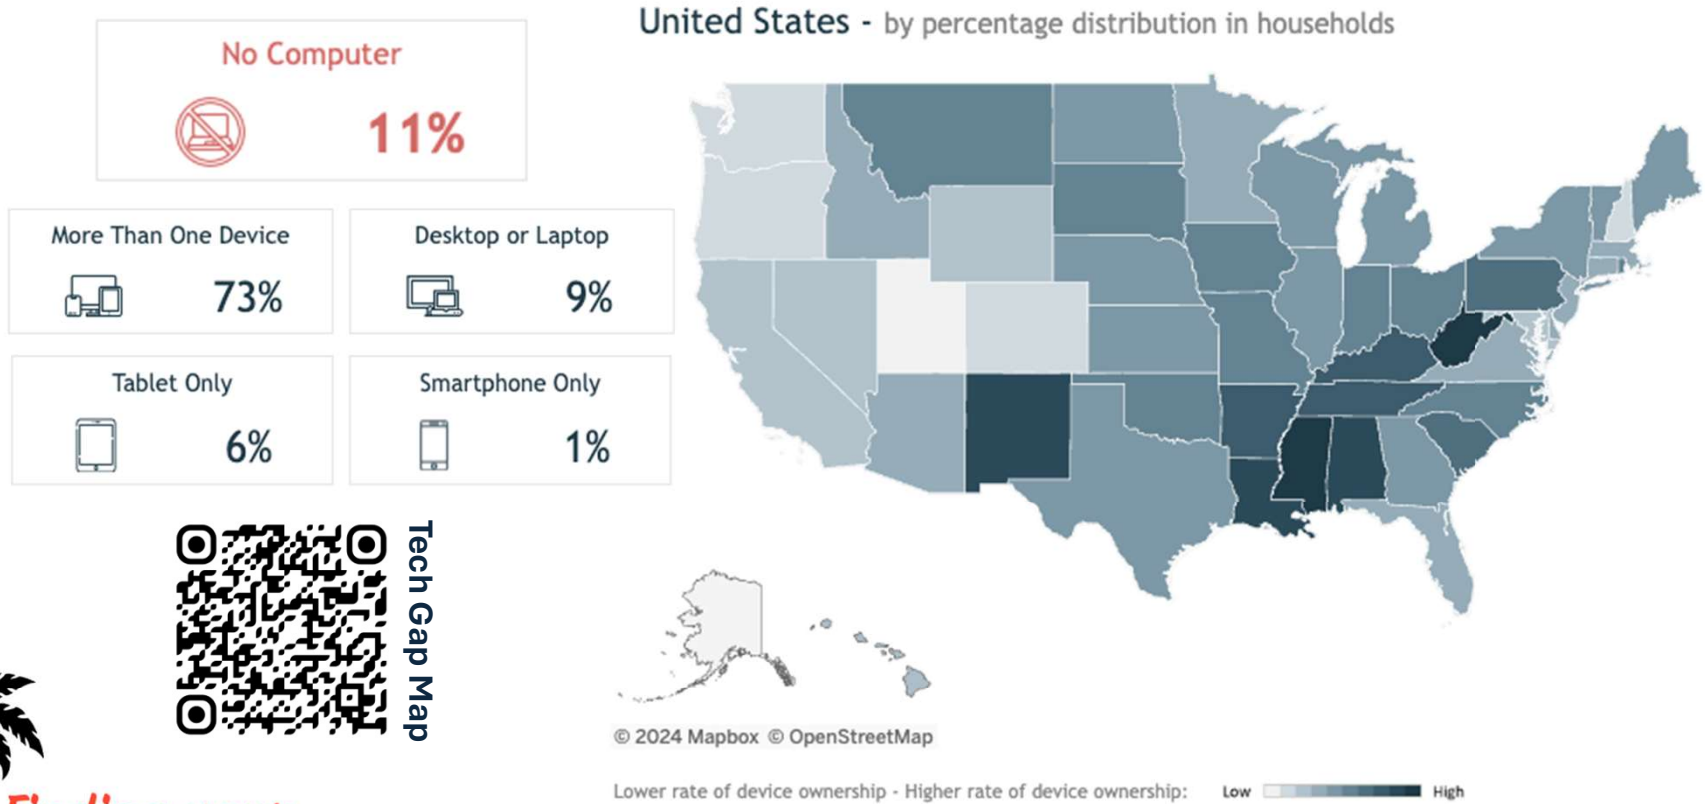 United States - by percentage distribution in households
No Computer
11%
More Than One Device
73%
Desktop or Laptop
9%
Tablet Only
6%
Smartphone Only
1%
Tech Gap Map
© 2024 Mapbox © OpenStreetMap
Lower rate of device ownership - Higher rate of device ownership: Low High